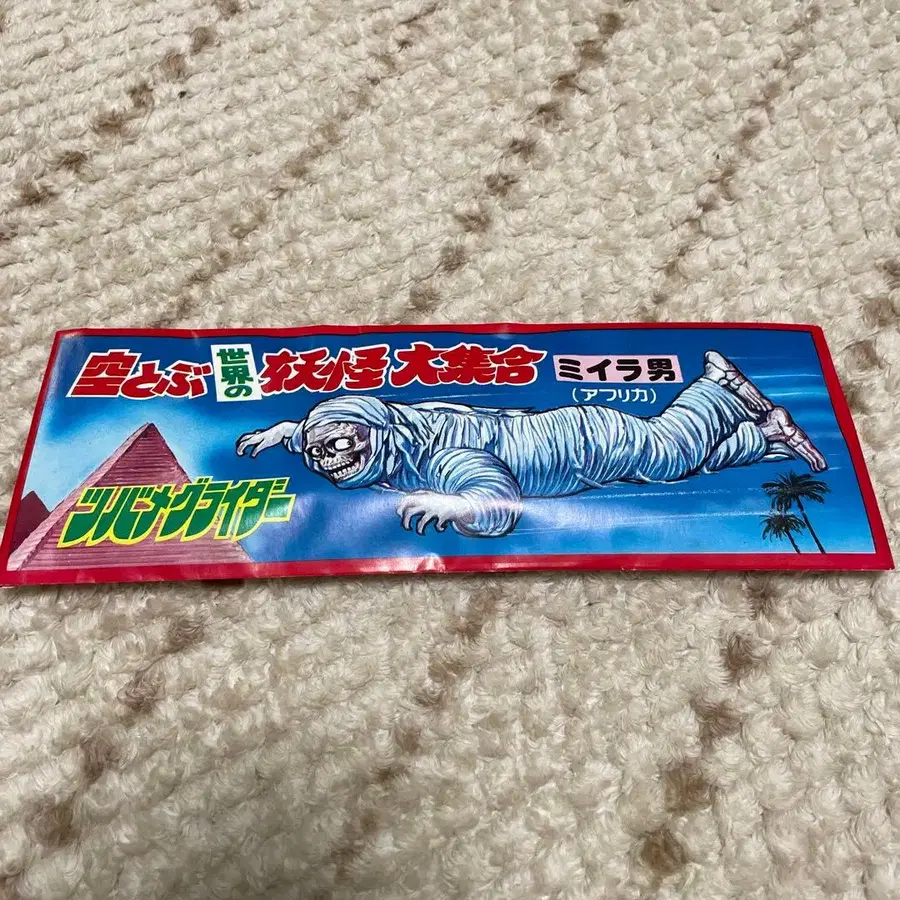 空とぶ世界の妖怪大集合
ミイラ男
(アフリカ)
ツバメグライダー